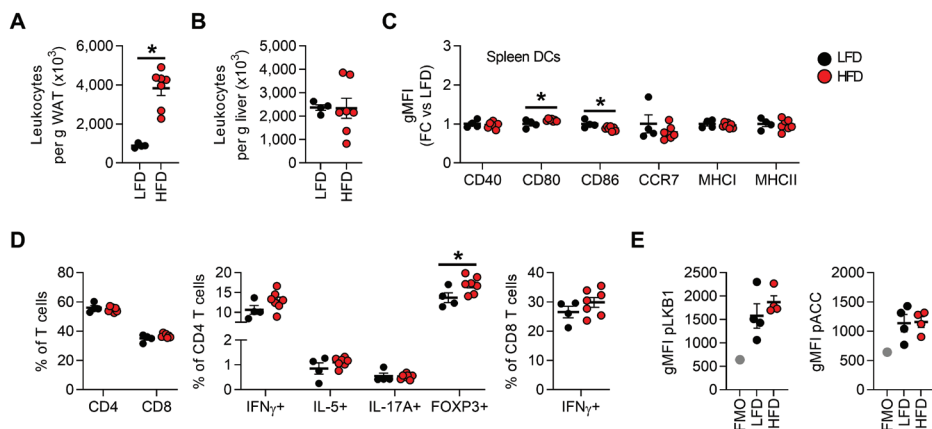 A
Leukocytes
per g WAT (x10³)
6,000
4,000
2,000
0
*
LFD
HFD
B
Leukocytes
per g liver (x10³)
5,000
4,000
3,000
2,000
1,000
0
LFD
HFD
C
gMFI
(FC vs LFD)
2
1
0
Spleen DCs
*
*
CD40
CD80
CD86
CCR7
MHCI
MHCII
LFD
HFD
D
% of T cells
80
60
40
20
0
CD4
CD8
% of CD4 T cells
20
10
2
1
0
*
IFNγ+
IL-5+
IL-17A+
FOXP3+
% of CD8 T cells
50
40
30
20
10
0
IFNγ+
E
gMFI pLKB1
2500
2000
1500
1000
500
0
FMO
LFD
HFD
gMFI pACC
2000
1500
1000
500
0
FMO
LFD
HFD